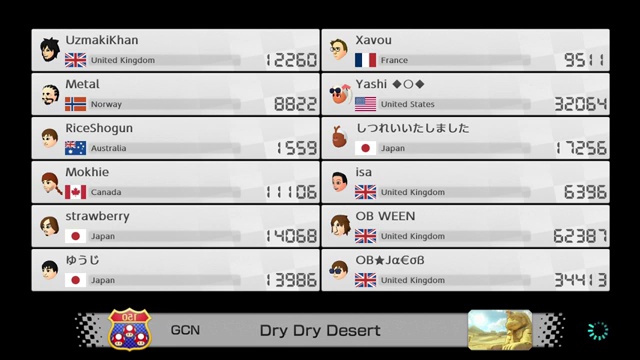 UzmakiKhan
United Kingdom 12260
Metal
Norway 8822
RiceShogun
Australia 1559
Mokhie
Canada 11106
strawberry
Japan 14068
ゆうじ
Japan 13986
Xavou
France 9511
Yashi ◆○◆
United States 32064
しつれいいたしました
Japan 17256
isa
United Kingdom 6396
OB WEEN
United Kingdom 62387
OB★Jα€σß
United Kingdom 34413
150
GCN Dry Dry Desert